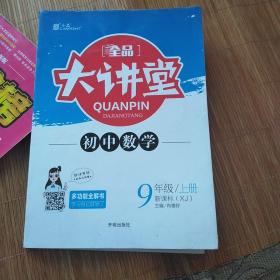 全品
大讲堂
QUANPIN
DAJIANGTANG
初中数学
9年级/上册
新课标(XJ)
多功能全解书
开明出版社